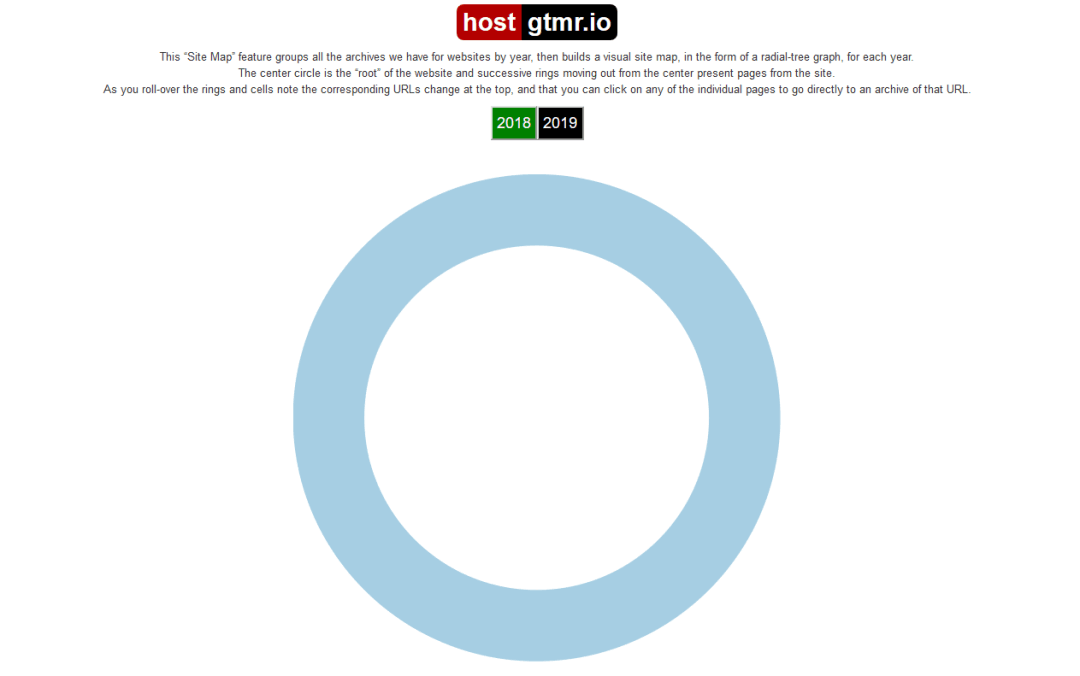 host gtmr.io
This “Site Map” feature groups all the archives we have for websites by year, then builds a visual site map, in the form of a radial-tree graph, for each year.
The center circle is the “root” of the website and successive rings moving out from the center present pages from the site.
As you roll-over the rings and cells note the corresponding URLs change at the top, and that you can click on any of the individual pages to go directly to an archive of that URL.
2018 2019